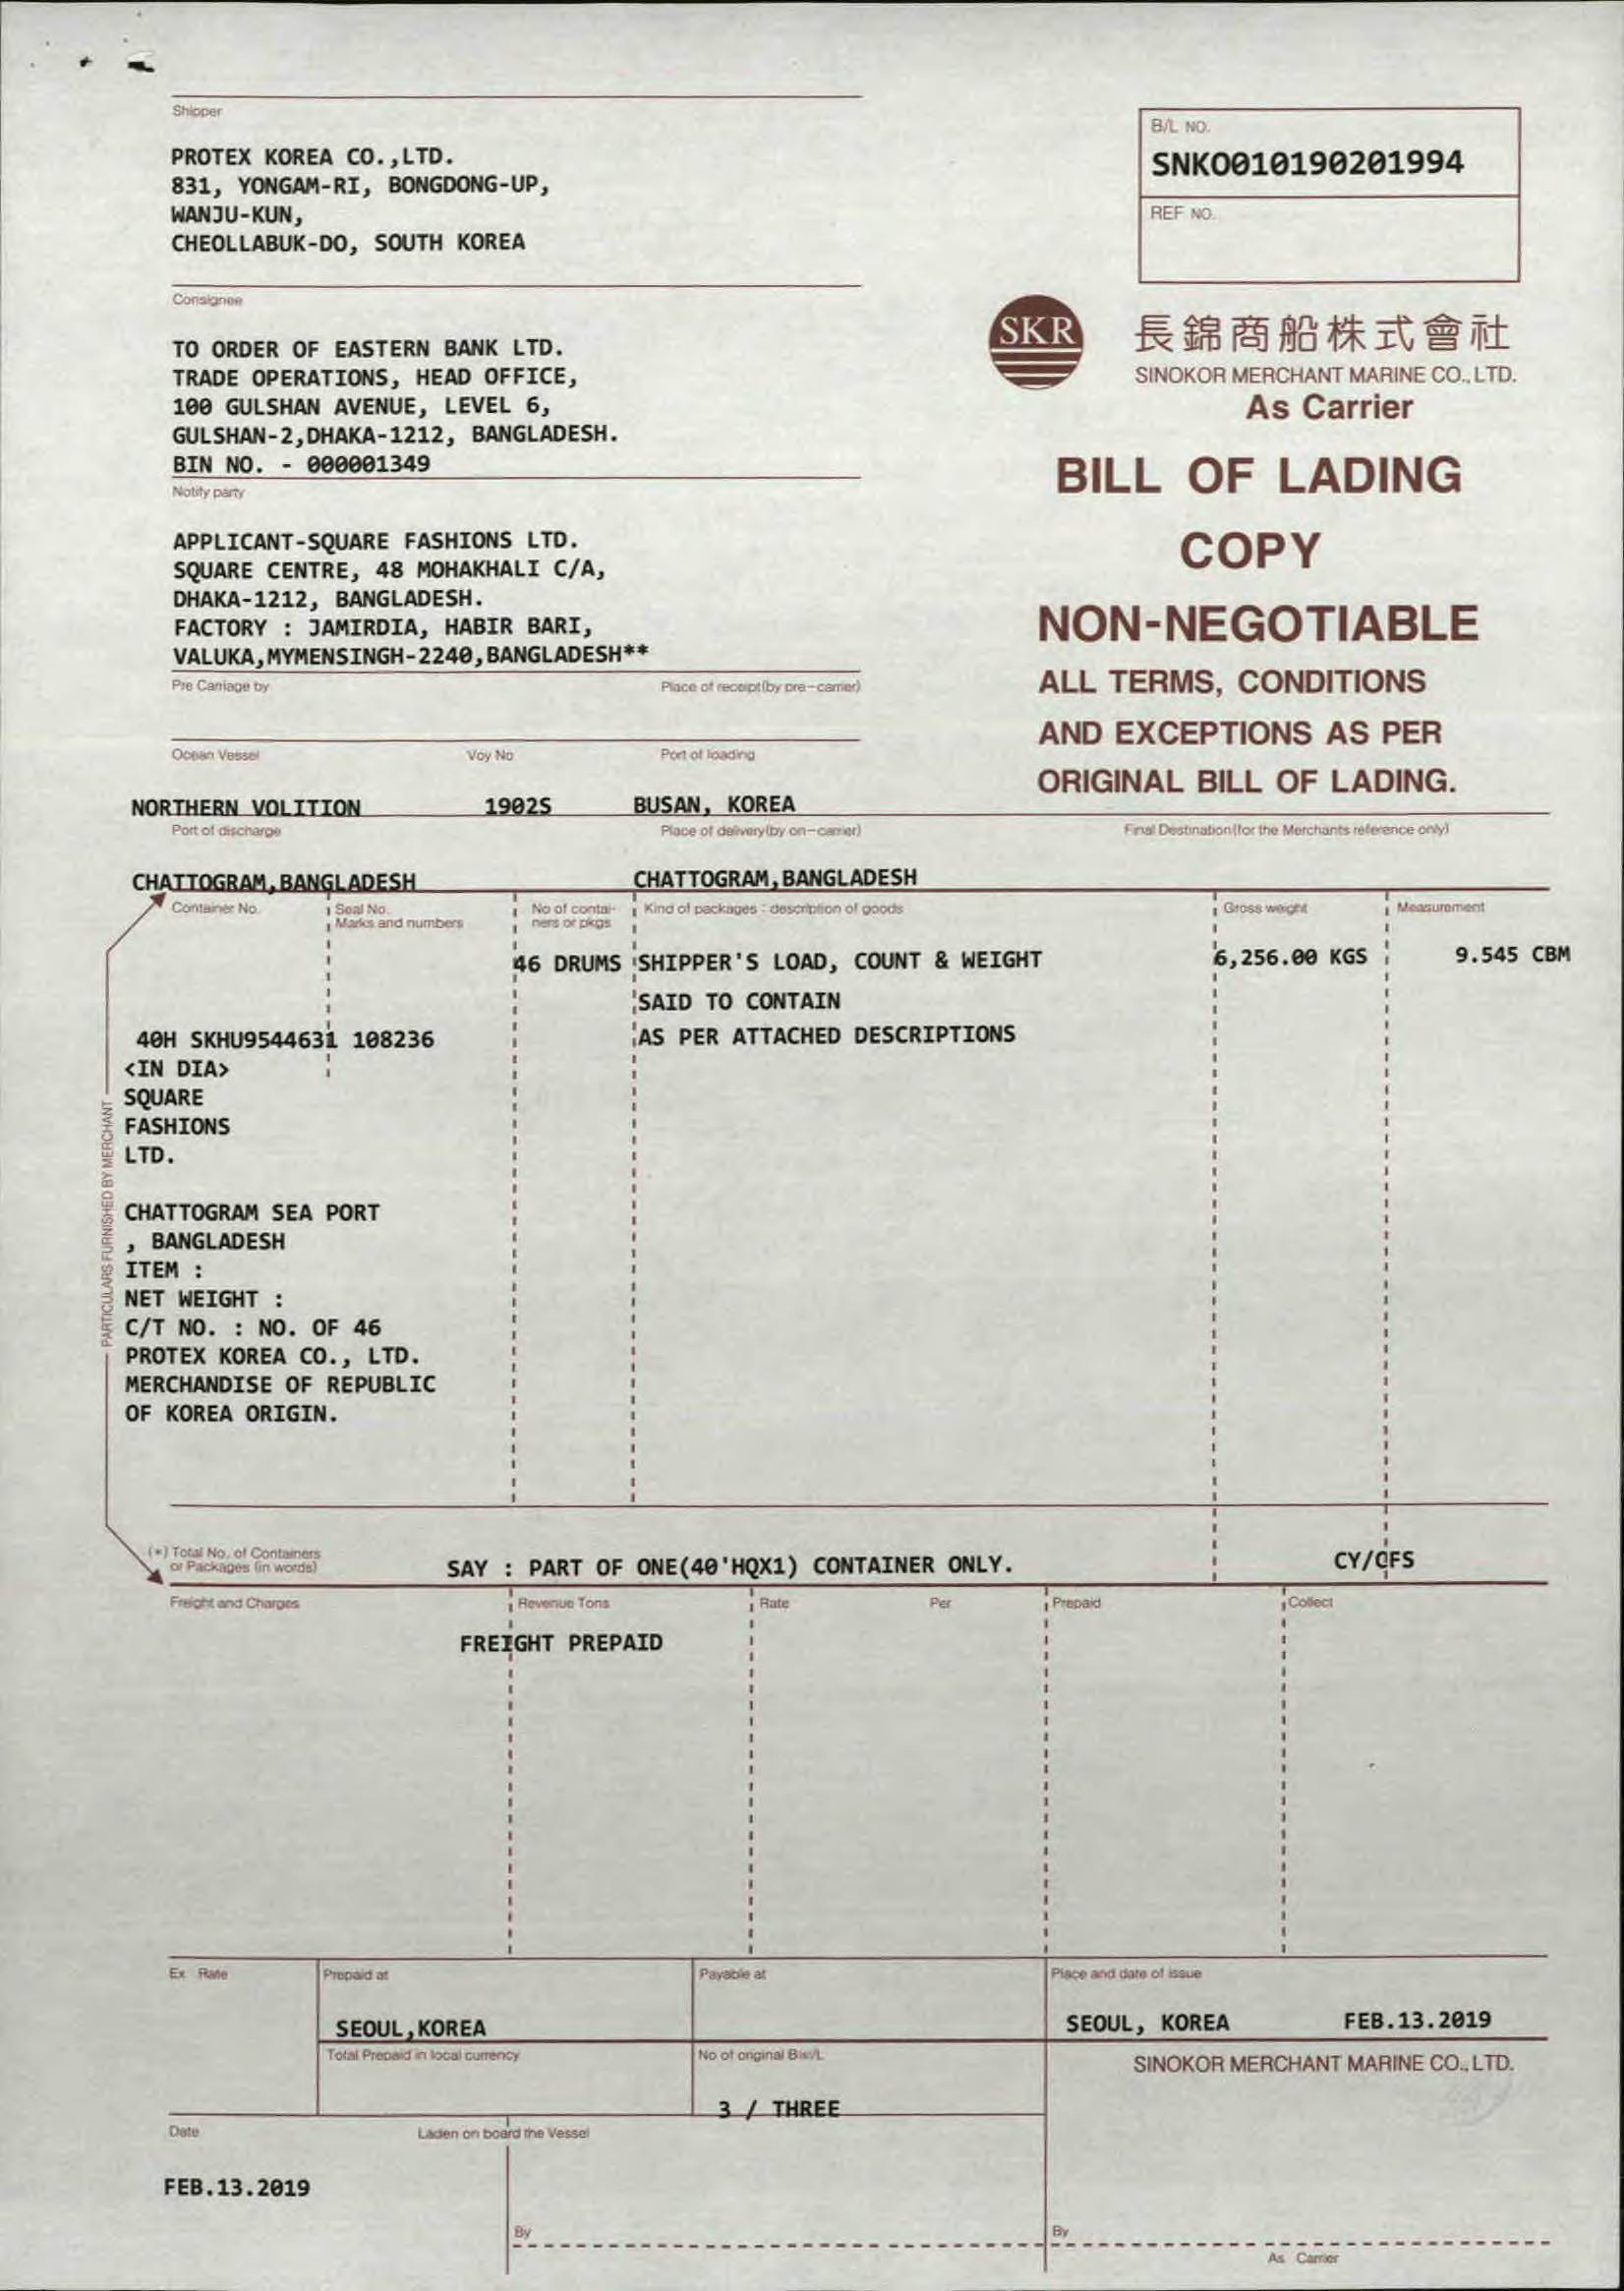 Shipper
PROTEX KOREA CO.,LTD.
831, YONGAM-RI, BONGDONG-UP,
WANJU-KUN,
CHEOLLABUK-DO, SOUTH KOREA
B/L NO.
SNKO010190201994
REF NO.
Consignee
TO ORDER OF EASTERN BANK LTD.
TRADE OPERATIONS, HEAD OFFICE,
100 GULSHAN AVENUE, LEVEL 6,
GULSHAN-2,DHAKA-1212, BANGLADESH.
BIN NO. - 000001349
SKR
長錦商船株式會社
SINOKOR MERCHANT MARINE CO., LTD.
As Carrier
BILL OF LADING
COPY
NON-NEGOTIABLE
ALL TERMS, CONDITIONS
AND EXCEPTIONS AS PER
ORIGINAL BILL OF LADING.
Notify party
APPLICANT-SQUARE FASHIONS LTD.
SQUARE CENTRE, 48 MOHAKHALI C/A,
DHAKA-1212, BANGLADESH.
FACTORY : JAMIRDIA, HABIR BARI,
VALUKA,MYMENSINGH-2240,BANGLADESH**
Pre Carriage by Place of receipt(by pre-carrier)
Ocean Vessel Voy No Port of loading
NORTHERN VOLITION 1902S BUSAN, KOREA
Port of discharge Place of delivery(by on-carrier) Final Destination(for the Merchants reference only)
CHATTOGRAM,BANGLADESH CHATTOGRAM,BANGLADESH
Container No. Seal No. No of contai- Kind of packages : description of goods Gross weight Measurement
Marks and numbers ners or pkgs
46 DRUMS SHIPPER'S LOAD, COUNT & WEIGHT 6,256.00 KGS 9.545 CBM
SAID TO CONTAIN
40H SKHU9544631 108236 AS PER ATTACHED DESCRIPTIONS
<IN DIA>
SQUARE
FASHIONS
LTD.
CHATTOGRAM SEA PORT
, BANGLADESH
ITEM :
NET WEIGHT :
C/T NO. : NO. OF 46
PROTEX KOREA CO., LTD.
MERCHANDISE OF REPUBLIC
OF KOREA ORIGIN.
PARTICULARS FURNISHED BY MERCHANT
(*) Total No. of Containers
or Packages (in words) SAY : PART OF ONE(40'HQX1) CONTAINER ONLY. CY/CFS
Freight and Charges Revenue Tons Rate Per Prepaid Collect
FREIGHT PREPAID
Ex Rate Prepaid at Payable at Place and date of issue
SEOUL,KOREA SEOUL, KOREA FEB.13.2019
Total Prepaid in local currency No of original B(s)/L SINOKOR MERCHANT MARINE CO., LTD.
3 / THREE
Date Laden on board the Vessel
FEB.13.2019
By By
As Carrier